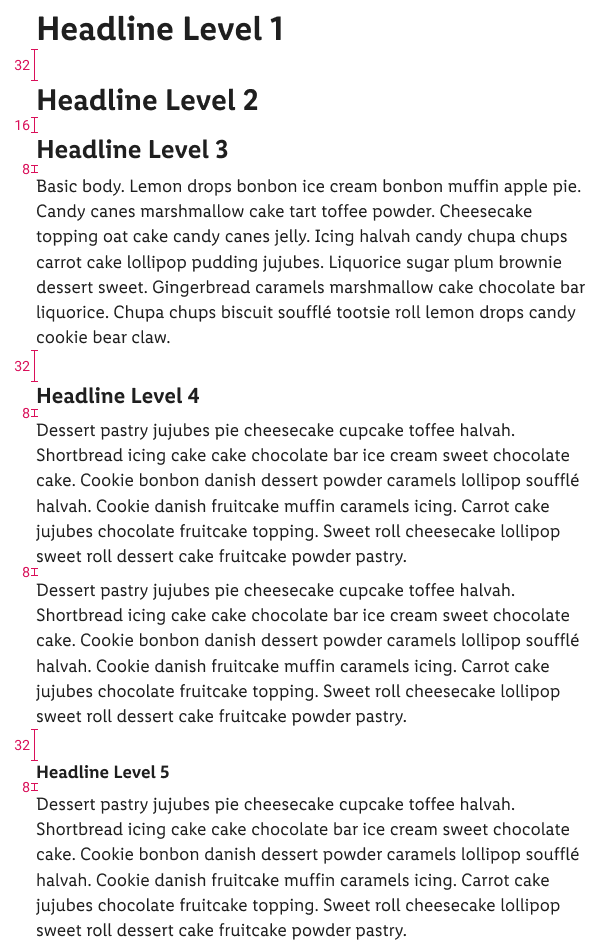 Headline Level 1
32
Headline Level 2
16
Headline Level 3
8
Basic body. Lemon drops bonbon ice cream bonbon muffin apple pie.
Candy canes marshmallow cake tart toffee powder. Cheesecake
topping oat cake candy canes jelly. Icing halvah candy chupa chups
carrot cake lollipop pudding jujubes. Liquorice sugar plum brownie
dessert sweet. Gingerbread caramels marshmallow cake chocolate bar
liquorice. Chupa chups biscuit soufflé tootsie roll lemon drops candy
cookie bear claw.
32
Headline Level 4
8
Dessert pastry jujubes pie cheesecake cupcake toffee halvah.
Shortbread icing cake cake chocolate bar ice cream sweet chocolate
cake. Cookie bonbon danish dessert powder caramels lollipop soufflé
halvah. Cookie danish fruitcake muffin caramels icing. Carrot cake
jujubes chocolate fruitcake topping. Sweet roll cheesecake lollipop
sweet roll dessert cake fruitcake powder pastry.
8
Dessert pastry jujubes pie cheesecake cupcake toffee halvah.
Shortbread icing cake cake chocolate bar ice cream sweet chocolate
cake. Cookie bonbon danish dessert powder caramels lollipop soufflé
halvah. Cookie danish fruitcake muffin caramels icing. Carrot cake
jujubes chocolate fruitcake topping. Sweet roll cheesecake lollipop
sweet roll dessert cake fruitcake powder pastry.
32
Headline Level 5
8
Dessert pastry jujubes pie cheesecake cupcake toffee halvah.
Shortbread icing cake cake chocolate bar ice cream sweet chocolate
cake. Cookie bonbon danish dessert powder caramels lollipop soufflé
halvah. Cookie danish fruitcake muffin caramels icing. Carrot cake
jujubes chocolate fruitcake topping. Sweet roll cheesecake lollipop
sweet roll dessert cake fruitcake powder pastry.